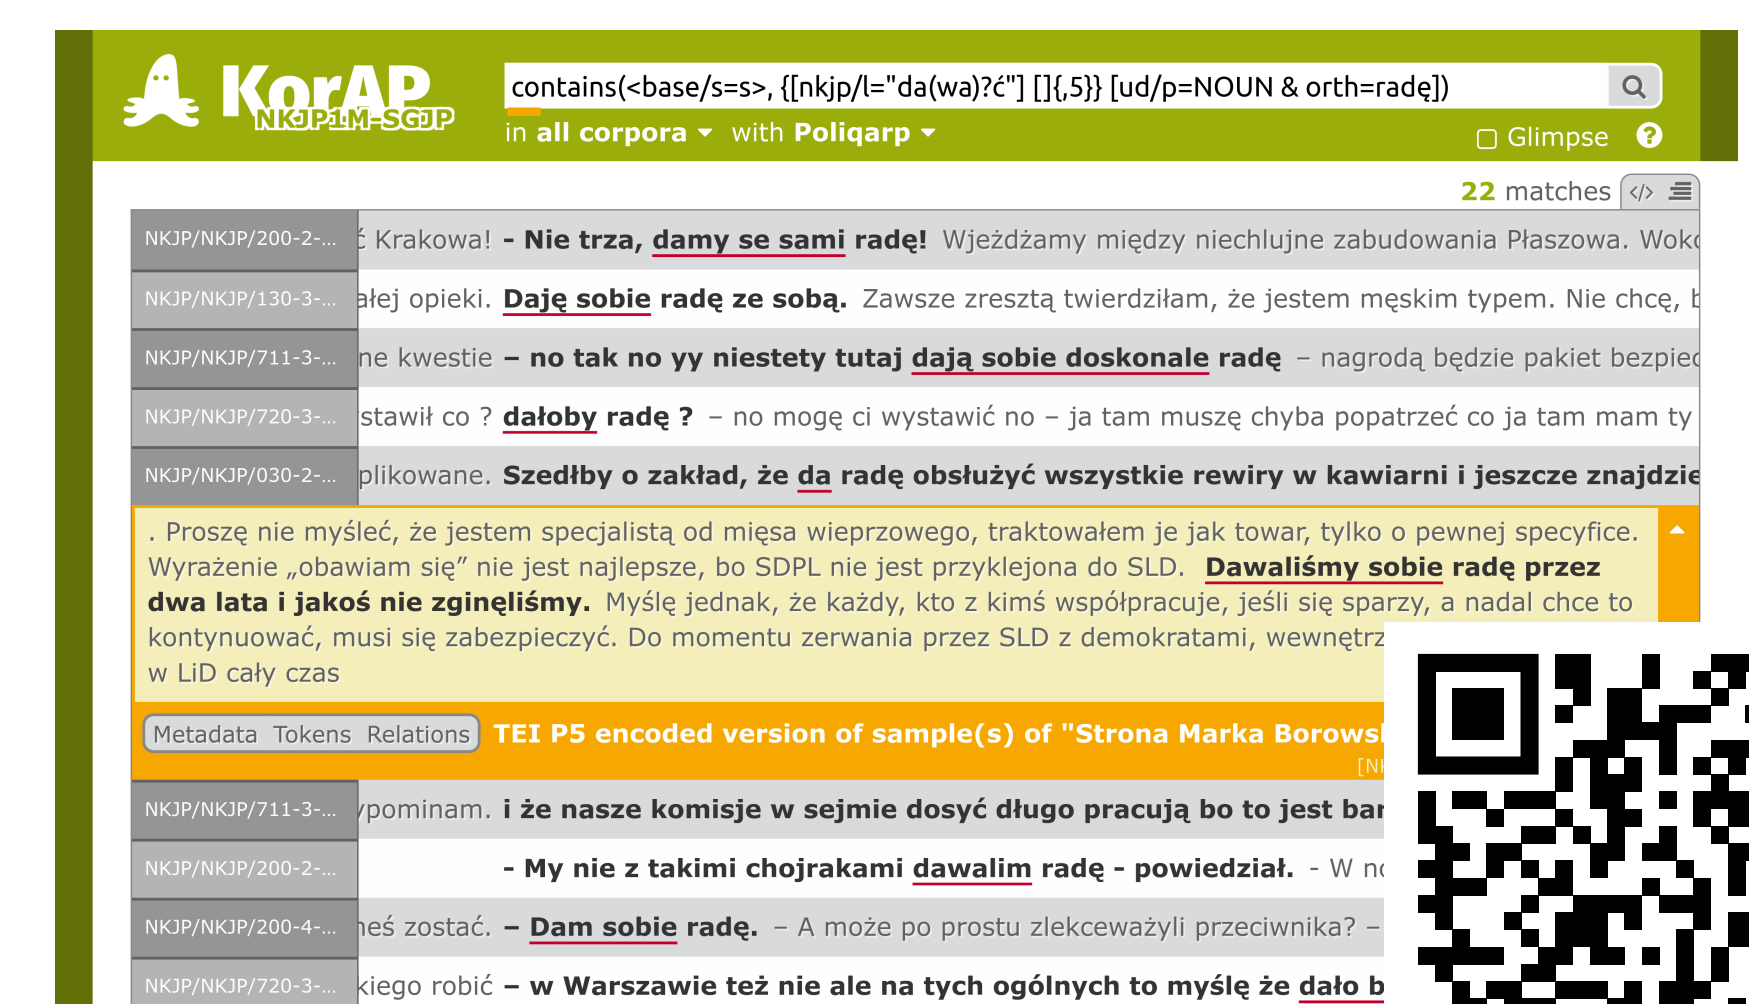 KorAP
NKJP1M-SGJP
contains(<base/s=s>, {[nkjp/l="da(wa)?ć"] []{,5}} [ud/p=NOUN & orth=radę])
in all corpora with Poliqarp
Glimpse ?
22 matches </>
NKJP/NKJP/200-2-... ć Krakowa! - Nie trza, damy se sami radę! Wjeżdżamy między niechlujne zabudowania Płaszowa.
NKJP/NKJP/130-3-... opieki. Daję sobie radę ze sobą. Zawsze zresztą twierdziłam, że jestem męskim typem. Nie chcę,
NKJP/NKJP/711-3-... ne kwestie – no tak no yy niestety tutaj dają sobie doskonale radę – nagrodą będzie pakiet bezpiec
NKJP/NKJP/720-3-... stawił co ? dałoby radę ? – no mogę ci wystawić no – ja tam muszę chyba popatrzeć co ja tam mam ty
NKJP/NKJP/030-2-... plikowane. Szedłby o zakład, że da radę obsłużyć wszystkie rewiry w kawiarni i jeszcze znajdzie
. Proszę nie myśleć, że jestem specjalistą od mięsa wieprzowego, traktowałem je jak towar, tylko o pewnej specyfice.
Wyrażenie „obawiam się” nie jest najlepsze, bo SDPL nie jest przyklejona do SLD. Dawaliśmy sobie radę przez
dwa lata i jakoś nie zginęliśmy. Myślę jednak, że każdy, kto z kimś współpracuje, jeśli się sparzy, a nadal chce to
kontynuować, musi się zabezpieczyć. Do momentu zerwania przez SLD z demokratami, wewnętrz
w LiD cały czas
Metadata Tokens Relations TEI P5 encoded version of sample(s) of "Strona Marka Borows
NKJP/NKJP/711-3-... ypominam. i że nasze komisje w sejmie dosyć długo pracują bo to jest bar
NKJP/NKJP/200-2-... - My nie z takimi chojrakami dawalim radę - powiedział. - W
NKJP/NKJP/200-4-... eś zostać. – Dam sobie radę. – A może po prostu zlekceważyli przeciwnika? –
NKJP/NKJP/720-3-... kiego robić – w Warszawie też nie ale na tych ogólnych to myślę że dało b